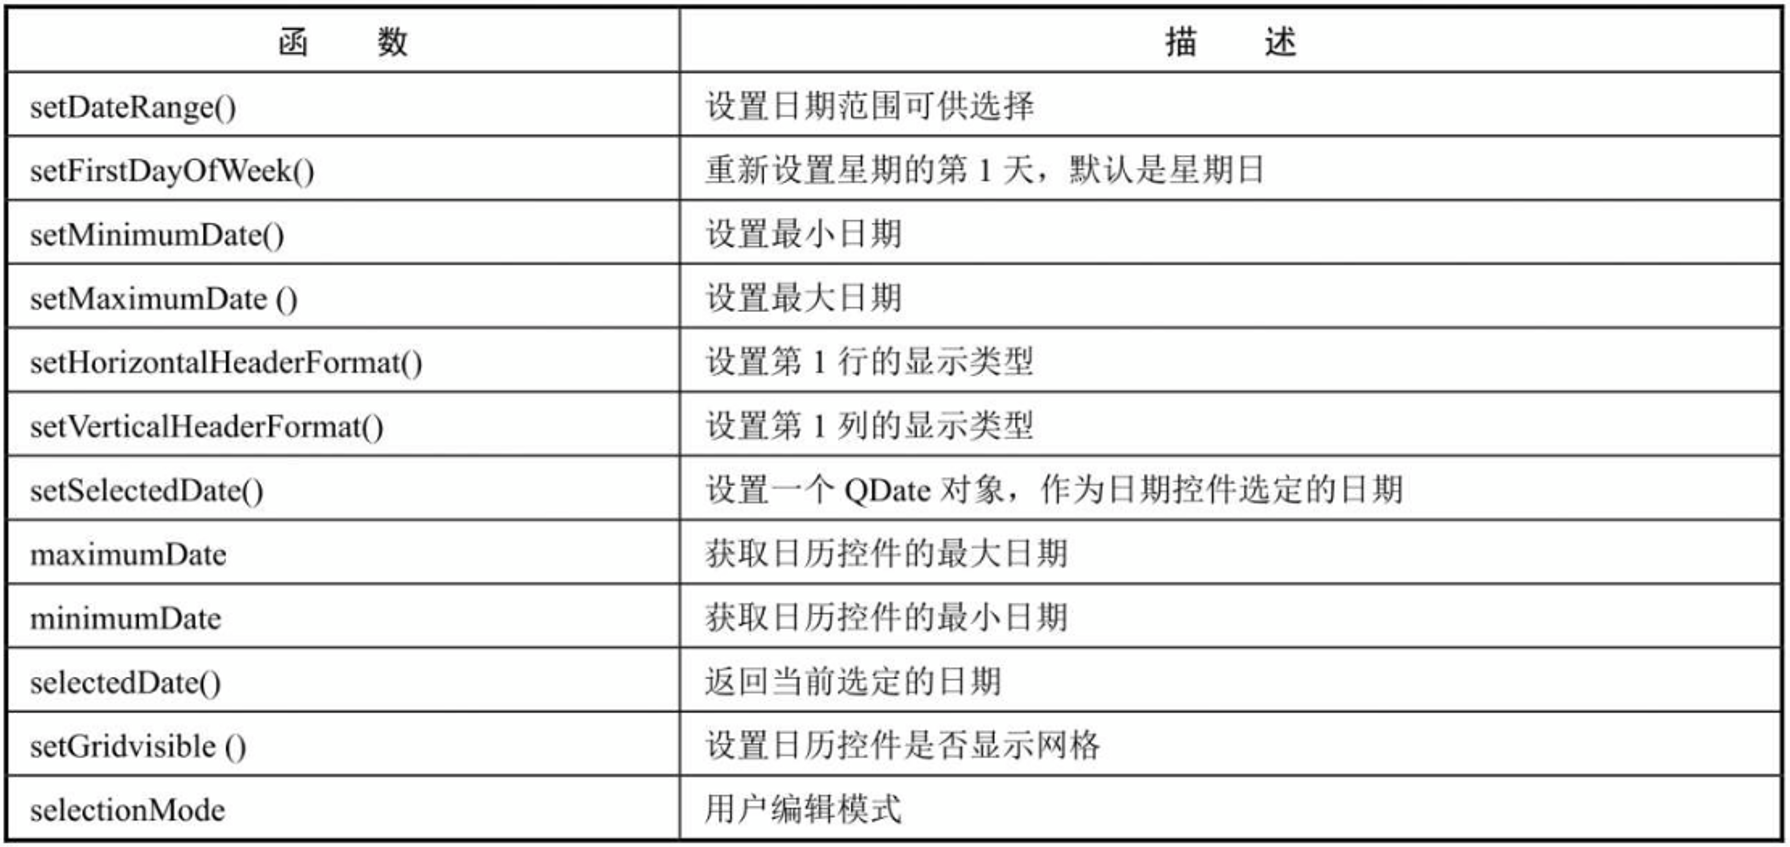 函 数 描 述
setDateRange() 设置日期范围可供选择
setFirstDayOfWeek() 重新设置星期的第 1 天，默认是星期日
setMinimumDate() 设置最小日期
setMaximumDate () 设置最大日期
setHorizontalHeaderFormat() 设置第 1 行的显示类型
setVerticalHeaderFormat() 设置第 1 列的显示类型
setSelectedDate() 设置一个 QDate 对象，作为日期控件选定的日期
maximumDate 获取日历控件的最大日期
minimumDate 获取日历控件的最小日期
selectedDate() 返回当前选定的日期
setGridvisible () 设置日历控件是否显示网格
selectionMode 用户编辑模式